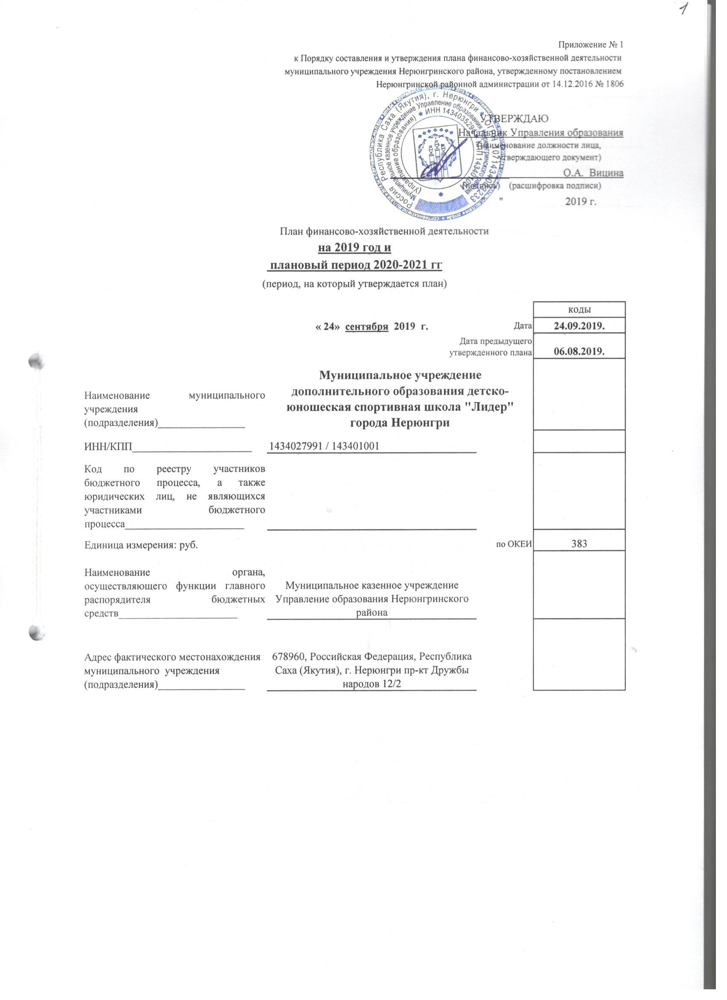 1
Приложение № 1
к Порядку составления и утверждения плана финансово-хозяйственной деятельности
муниципального учреждения Нерюнгринского района, утвержденному постановлением
Нерюнгринской районной администрации от 14.12.2016 № 1806
УТВЕРЖДАЮ
Начальник Управления образования
(наименование должности лица,
утверждающего документ)
О.А. Вицина
(подпись) (расшифровка подписи)
" " 2019 г.
Россия Республика Саха (Якутия), г. Нерюнгри
Муниципальное казенное учреждение Управление образования Нерюнгринского района
(Управление образования) * ИНН 1434035294 * КПП 143401001
План финансово-хозяйственной деятельности
на 2019 год и
плановый период 2020-2021 гг
(период, на который утверждается план)
коды
« 24» сентября 2019 г. Дата 24.09.2019.
Дата предыдущего
утвержденного плана 06.08.2019.
Муниципальное учреждение
дополнительного образования детско-
юношеская спортивная школа "Лидер"
города Нерюнгри
Наименование муниципального
учреждения
(подразделения)________________
ИНН/КПП______________________ 1434027991 / 143401001
Код по реестру участников
бюджетного процесса, а также
юридических лиц, не являющихся
участниками бюджетного
процесса______________________
Единица измерения: руб. по ОКЕИ 383
Наименование органа,
осуществляющего функции главного
распорядителя бюджетных
средств______________________
Муниципальное казенное учреждение
Управление образования Нерюнгринского
района
Адрес фактического местонахождения
муниципального учреждения
(подразделения)________________
678960, Российская Федерация, Республика
Саха (Якутия), г. Нерюнгри пр-кт Дружбы
народов 12/2